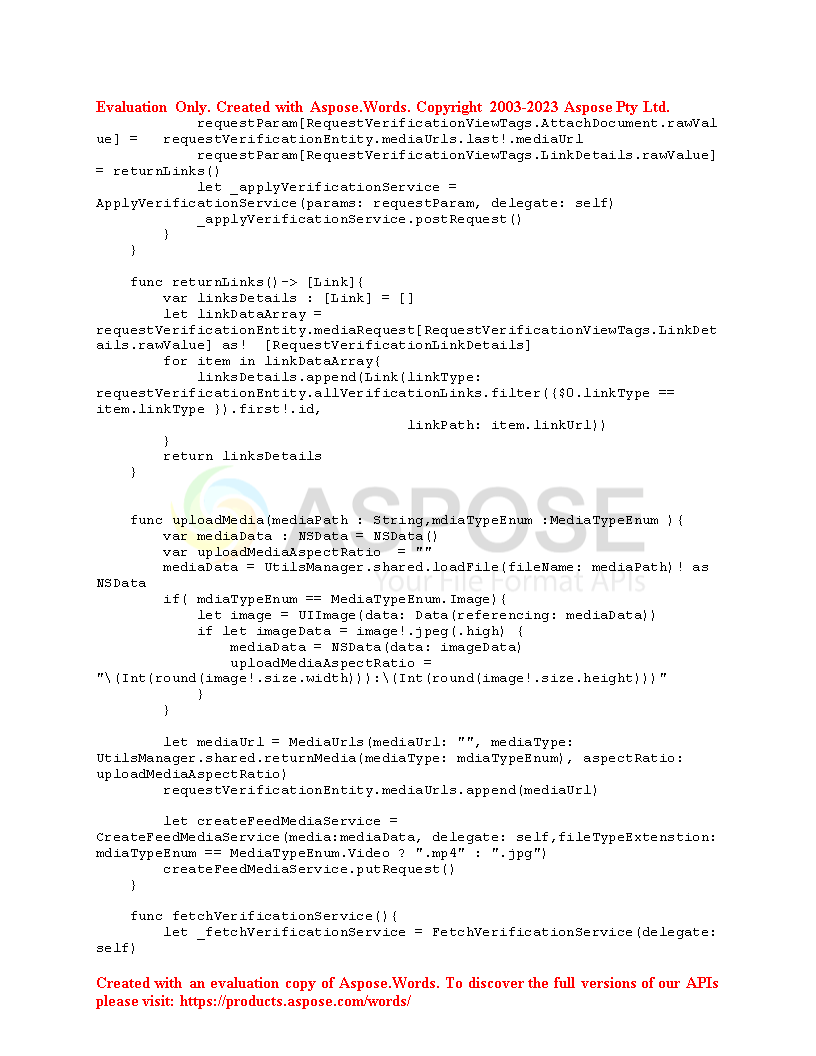 Evaluation Only. Created with Aspose.Words. Copyright 2003-2023 Aspose Pty Ltd.
            requestParam[RequestVerificationViewTags.AttachDocument.rawVal
ue] =   requestVerificationEntity.mediaUrls.last!.mediaUrl
            requestParam[RequestVerificationViewTags.LinkDetails.rawValue]
= returnLinks()
            let _applyVerificationService =
ApplyVerificationService(params: requestParam, delegate: self)
            _applyVerificationService.postRequest()
        }
    }

    func returnLinks()-> [Link]{
        var linksDetails : [Link] = []
        let linkDataArray =
requestVerificationEntity.mediaRequest[RequestVerificationViewTags.LinkDet
ails.rawValue] as!  [RequestVerificationLinkDetails]
        for item in linkDataArray{
            linksDetails.append(Link(linkType:
requestVerificationEntity.allVerificationLinks.filter({$0.linkType ==
item.linkType }).first!.id,
                                     linkPath: item.linkUrl))
        }
        return linksDetails
    }

ASPOSE
    func uploadMedia(mediaPath : String,mdiaTypeEnum :MediaTypeEnum ){
        var mediaData : NSData = NSData()
        var uploadMediaAspectRatio  = ""
        mediaData = UtilsManager.shared.loadFile(fileName: mediaPath)! as
NSData
Your File Format APIs
        if( mdiaTypeEnum == MediaTypeEnum.Image){
            let image = UIImage(data: Data(referencing: mediaData))
            if let imageData = image!.jpeg(.high) {
                mediaData = NSData(data: imageData)
                uploadMediaAspectRatio =
"\(Int(round(image!.size.width))):\(Int(round(image!.size.height)))"
            }
        }

        let mediaUrl = MediaUrls(mediaUrl: "", mediaType:
UtilsManager.shared.returnMedia(mediaType: mdiaTypeEnum), aspectRatio:
uploadMediaAspectRatio)
        requestVerificationEntity.mediaUrls.append(mediaUrl)

        let createFeedMediaService =
CreateFeedMediaService(media:mediaData, delegate: self,fileTypeExtenstion:
mdiaTypeEnum == MediaTypeEnum.Video ? ".mp4" : ".jpg")
        createFeedMediaService.putRequest()
    }

    func fetchVerificationService(){
        let _fetchVerificationService = FetchVerificationService(delegate:
self)
Created with an evaluation copy of Aspose.Words. To discover the full versions of our APIs
please visit: https://products.aspose.com/words/